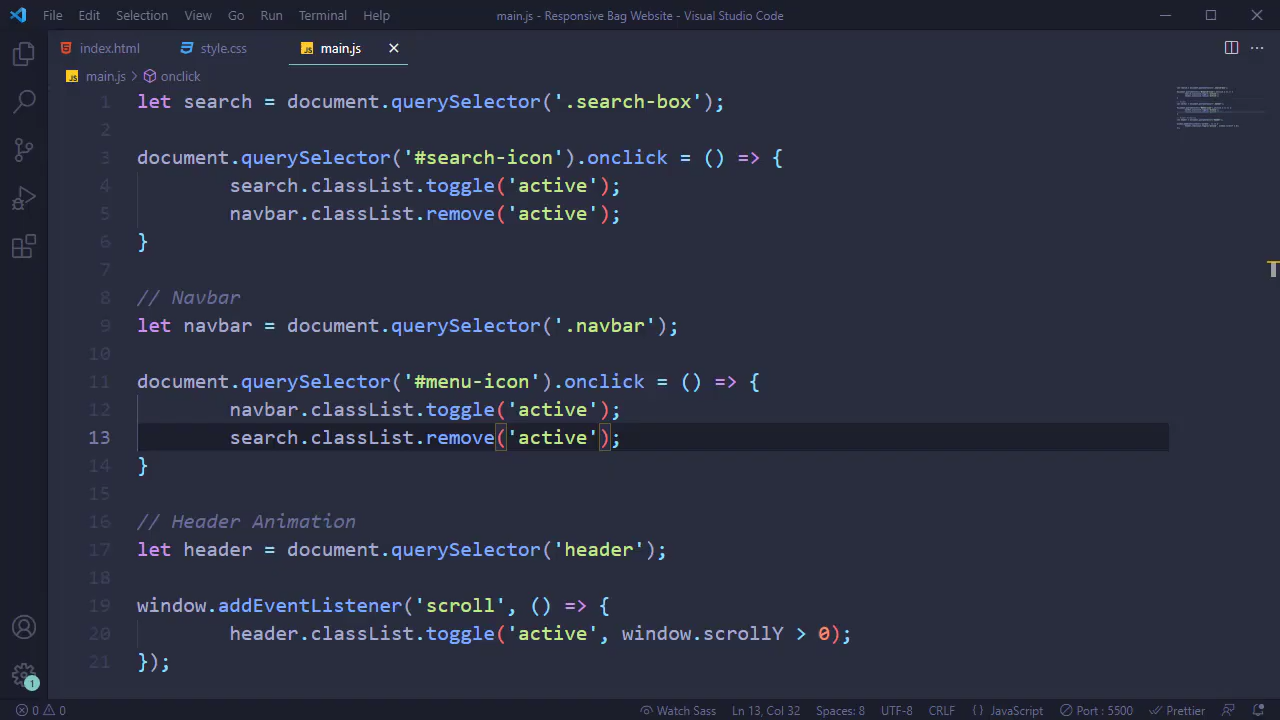 File Edit Selection View Go Run Terminal Help main.js - Responsive Bag Website - Visual Studio Code
index.html style.css JS main.js
JS main.js > onclick
1 let search = document.querySelector('.search-box');
2
3 document.querySelector('#search-icon').onclick = () => {
4 search.classList.toggle('active');
5 navbar.classList.remove('active');
6 }
7
8 // Navbar
9 let navbar = document.querySelector('.navbar');
10
11 document.querySelector('#menu-icon').onclick = () => {
12 navbar.classList.toggle('active');
13 search.classList.remove('active');
14 }
15
16 // Header Animation
17 let header = document.querySelector('header');
18
19 window.addEventListener('scroll', () => {
20 header.classList.toggle('active', window.scrollY > 0);
21 });
1
0 0 Watch Sass Ln 13, Col 32 Spaces: 8 UTF-8 CRLF {} JavaScript Port : 5500 Prettier